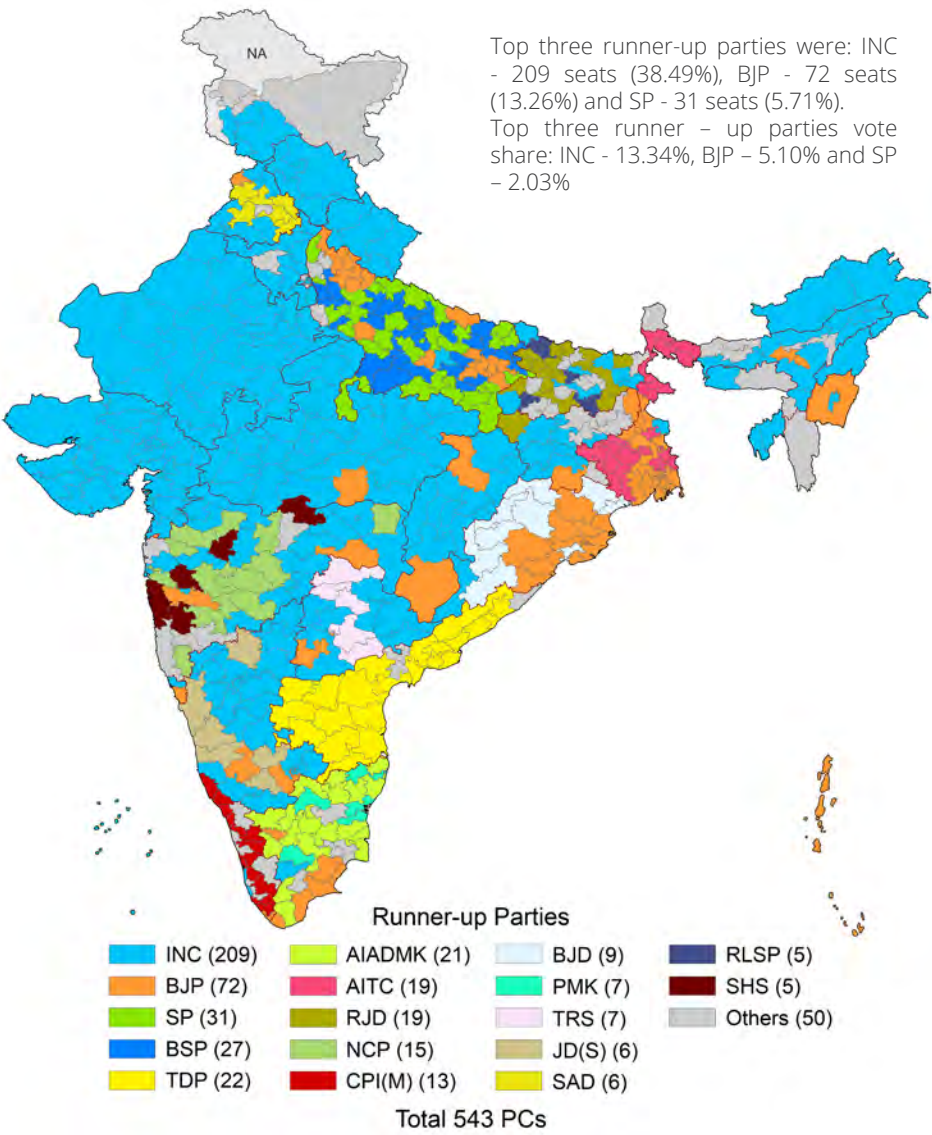 Top three runner-up parties were: INC
- 209 seats (38.49%), BJP - 72 seats
(13.26%) and SP - 31 seats (5.71%).
Top three runner – up parties vote
share: INC - 13.34%, BJP – 5.10% and SP
– 2.03%
NA
Runner-up Parties
INC (209)
BJP (72)
SP (31)
BSP (27)
TDP (22)
AIADMK (21)
AITC (19)
RJD (19)
NCP (15)
CPI(M) (13)
BJD (9)
PMK (7)
TRS (7)
JD(S) (6)
SAD (6)
RLSP (5)
SHS (5)
Others (50)
Total 543 PCs